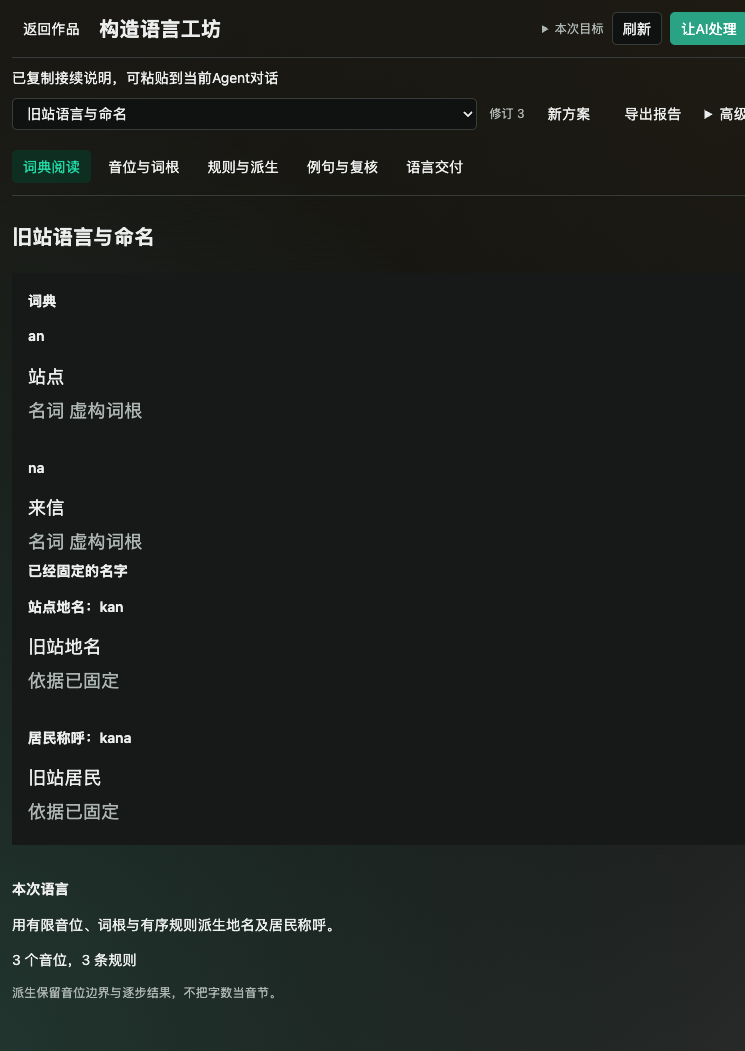 返回作品 构造语言工坊 ▶ 本次目标 刷新 让AI处理
已复制接续说明，可粘贴到当前Agent对话
旧站语言与命名 修订 3 新方案 导出报告 ▶ 高级
词典阅读 音位与词根 规则与派生 例句与复核 语言交付
旧站语言与命名
词典
an
站点
名词 虚构词根
na
来信
名词 虚构词根
已经固定的名字
站点地名：kan
旧站地名
依据已固定
居民称呼：kana
旧站居民
依据已固定
本次语言
用有限音位、词根与有序规则派生地名及居民称呼。
3 个音位，3 条规则
派生保留音位边界与逐步结果，不把字数当音节。